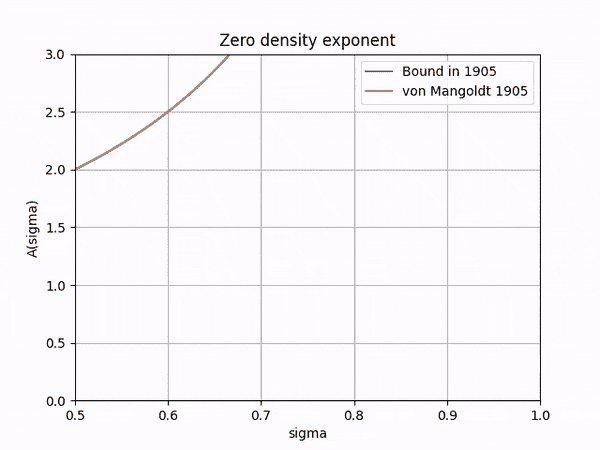 Zero density exponent
Bound in 1905
von Mangoldt 1905
A(sigma)
3.0
2.5
2.0
1.5
1.0
0.5
0.0
0.5 0.6 0.7 0.8 0.9 1.0
sigma